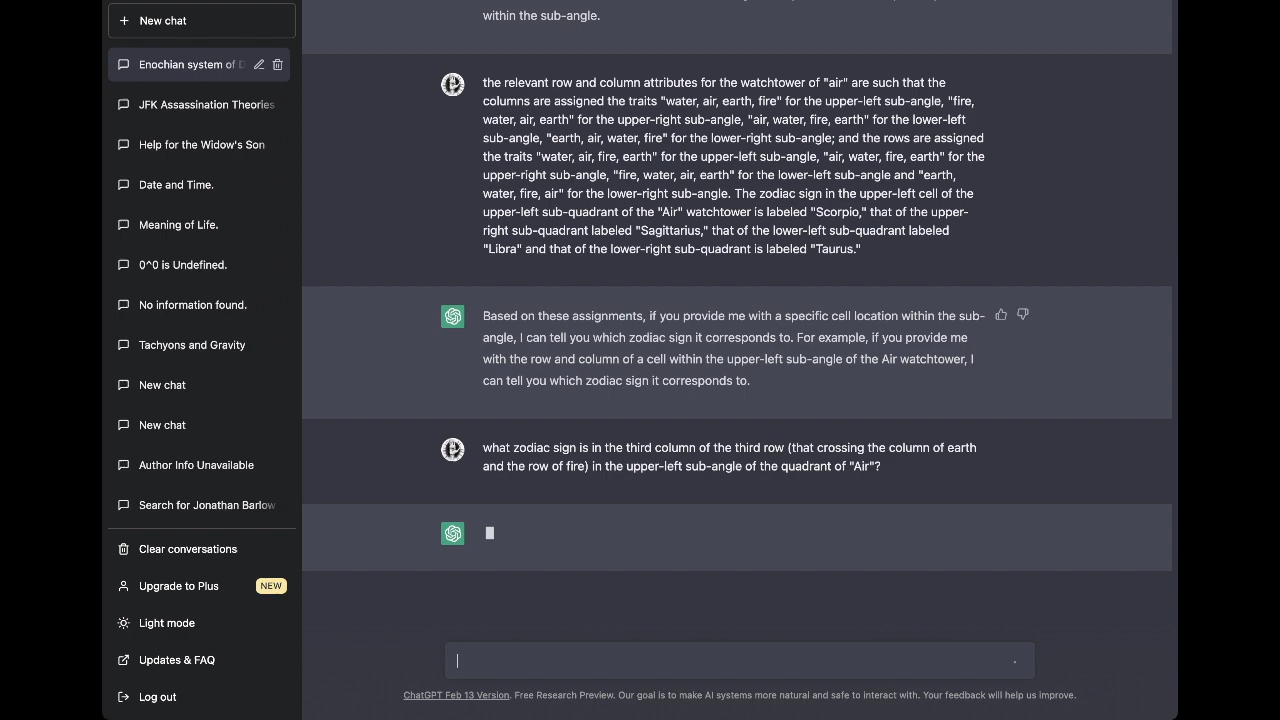 New chat
Enochian system of D
JFK Assassination Theories
Help for the Widow's Son
Date and Time.
Meaning of Life.
0^0 is Undefined.
No information found.
Tachyons and Gravity
New chat
New chat
Author Info Unavailable
Search for Jonathan Barlow
Clear conversations
Upgrade to Plus
NEW
Light mode
Updates & FAQ
Log out
within the sub-angle.
the relevant row and column attributes for the watchtower of "air" are such that the
columns are assigned the traits "water, air, earth, fire" for the upper-left sub-angle, "fire,
water, air, earth" for the upper-right sub-angle, "air, water, fire, earth" for the lower-left
sub-angle, "earth, air, water, fire" for the lower-right sub-angle; and the rows are assigned
the traits "water, air, fire, earth" for the upper-left sub-angle, "air, water, fire, earth" for the
upper-right sub-angle, "fire, water, air, earth" for the lower-left sub-angle and "earth,
water, fire, air" for the lower-right sub-angle. The zodiac sign in the upper-left cell of the
upper-left sub-quadrant of the "Air" watchtower is labeled "Scorpio," that of the upper-
right sub-quadrant labeled "Sagittarius," that of the lower-left sub-quadrant labeled
"Libra" and that of the lower-right sub-quadrant is labeled "Taurus."
Based on these assignments, if you provide me with a specific cell location within the sub-
angle, I can tell you which zodiac sign it corresponds to. For example, if you provide me
with the row and column of a cell within the upper-left sub-angle of the Air watchtower, I
can tell you which zodiac sign it corresponds to.
what zodiac sign is in the third column of the third row (that crossing the column of earth
and the row of fire) in the upper-left sub-angle of the quadrant of "Air"?
ChatGPT Feb 13 Version. Free Research Preview. Our goal is to make AI systems more natural and safe to interact with. Your feedback will help us improve.